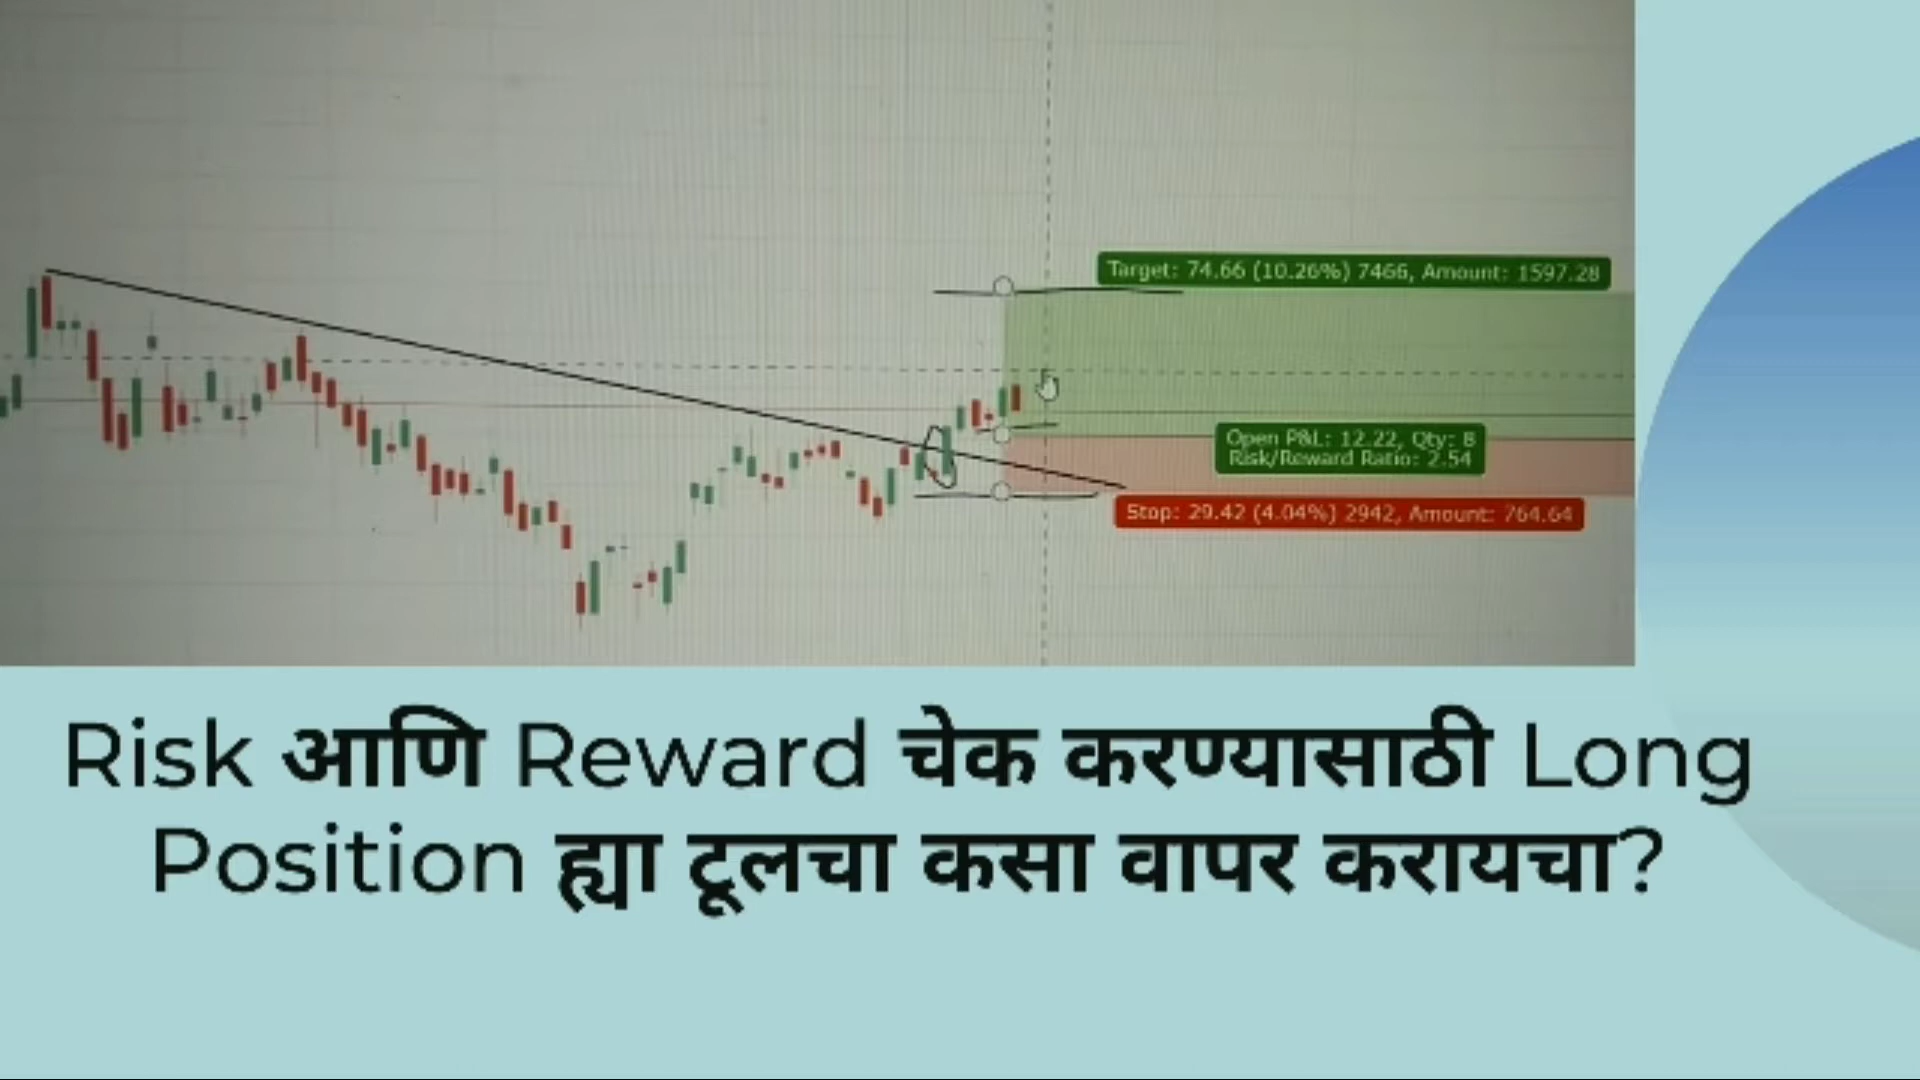 Target: 74.66 (10.26%) 7466, Amount: 1597.28
Open P&L: 12.22, Qty: 8
Risk/Reward Ratio: 2.54
Stop: 29.42 (4.04%) 2942, Amount: 764.64
Risk आणि Reward चेक करण्यासाठी Long
Position ह्या टूलचा कसा वापर करायचा?